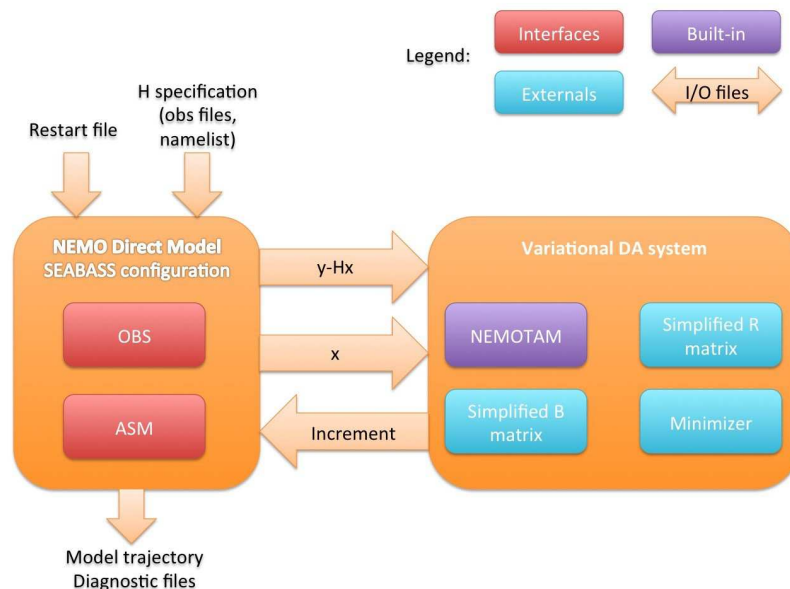 Legend:
Interfaces
Built-in
Externals
I/O files
H specification
(obs files,
namelist)
Restart file
NEMO Direct Model
SEABASS configuration
OBS
ASM
y-Hx
x
Increment
Variational DA system
NEMOTAM
Simplified R
matrix
Simplified B
matrix
Minimizer
Model trajectory
Diagnostic files